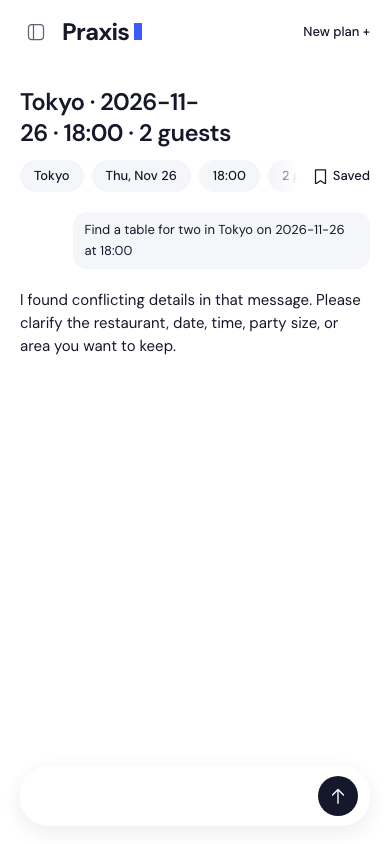 Praxis
New plan +
Tokyo · 2026-11-
26 · 18:00 · 2 guests
Tokyo
Thu, Nov 26
18:00
2
Saved
Find a table for two in Tokyo on 2026-11-26
at 18:00
I found conflicting details in that message. Please
clarify the restaurant, date, time, party size, or
area you want to keep.